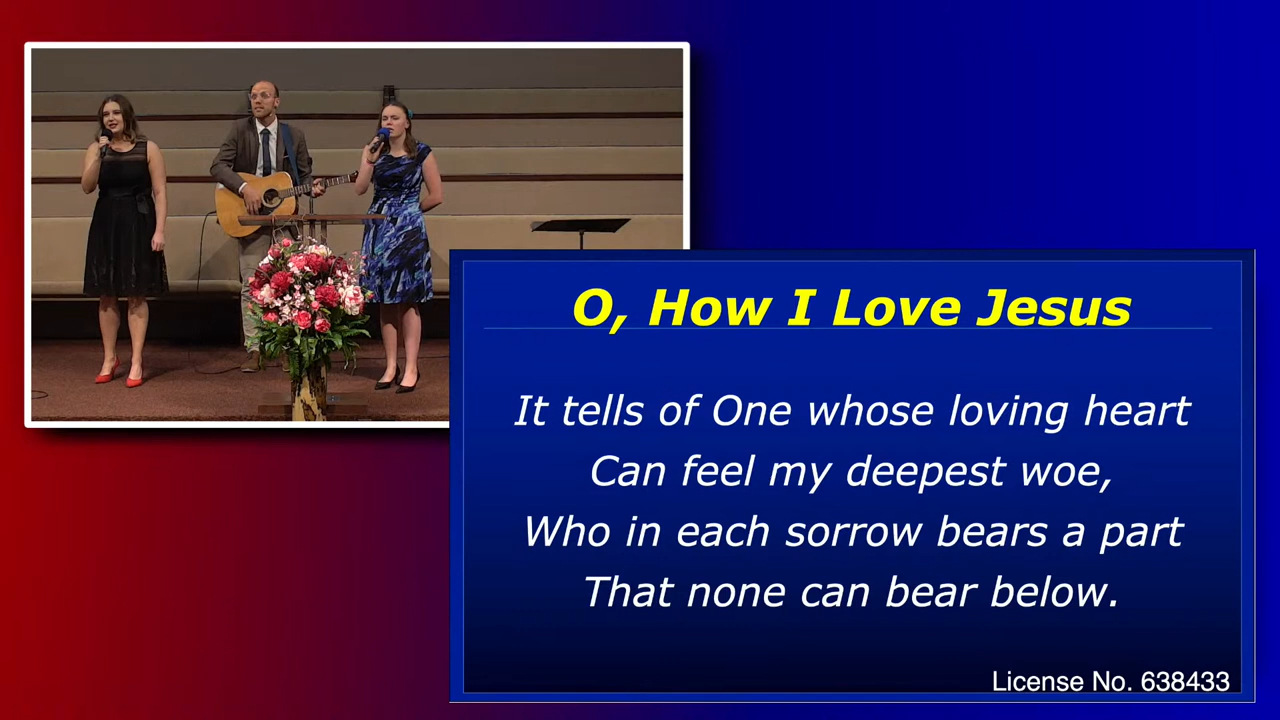 O, How I Love Jesus
It tells of One whose loving heart
Can feel my deepest woe,
Who in each sorrow bears a part
That none can bear below.
License No. 638433